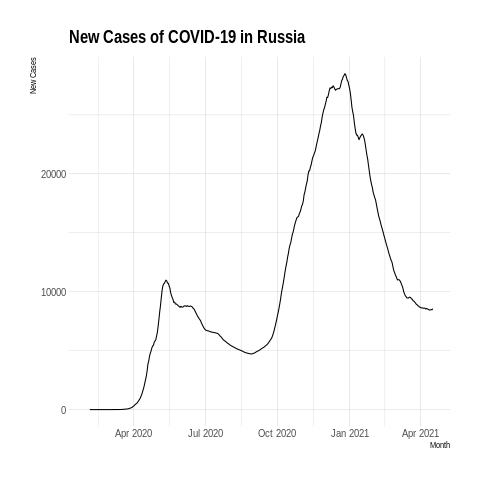 New Cases of COVID-19 in Russia
New Cases
20000
10000
0
Apr 2020 Jul 2020 Oct 2020 Jan 2021 Apr 2021
Month